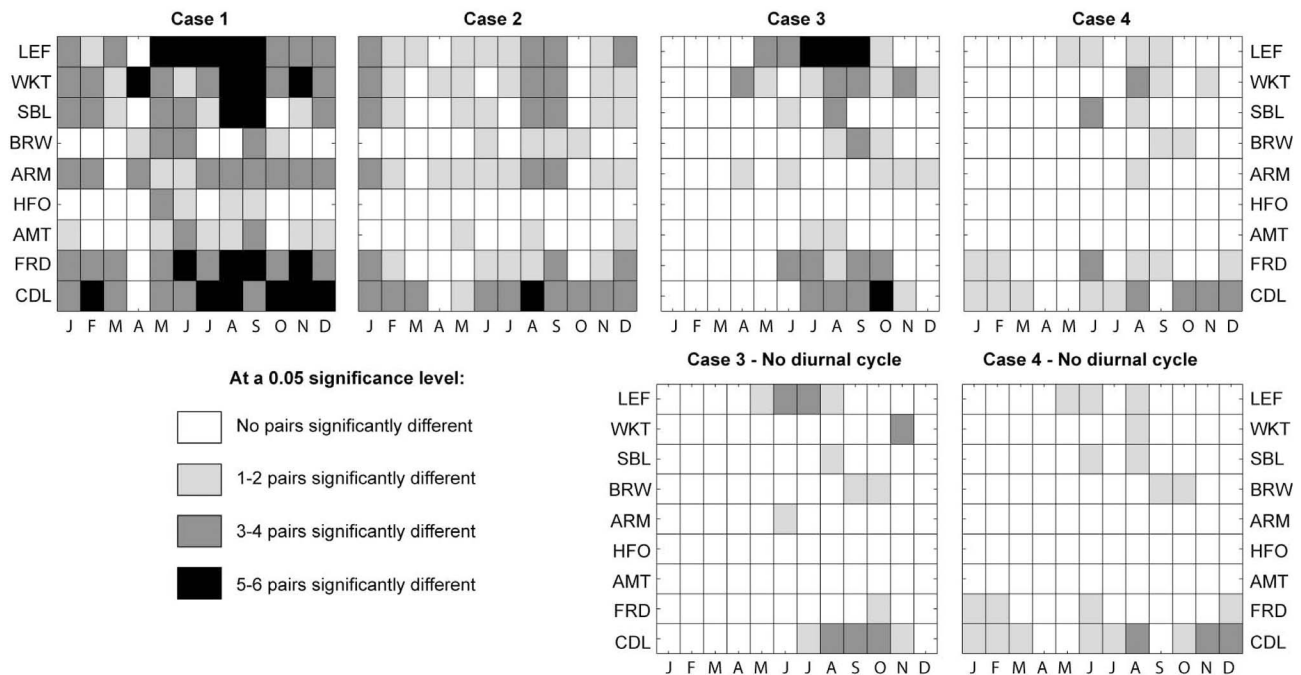 Case 1 Case 2 Case 3 Case 4
LEF LEF
WKT WKT
SBL SBL
BRW BRW
ARM ARM
HFO HFO
AMT AMT
FRD FRD
CDL CDL
J F M A M J J A S O N D J F M A M J J A S O N D J F M A M J J A S O N D J F M A M J J A S O N D
At a 0.05 significance level:
No pairs significantly different
1-2 pairs significantly different
3-4 pairs significantly different
5-6 pairs significantly different
Case 3 - No diurnal cycle Case 4 - No diurnal cycle
LEF LEF
WKT WKT
SBL SBL
BRW BRW
ARM ARM
HFO HFO
AMT AMT
FRD FRD
CDL CDL
J F M A M J J A S O N D J F M A M J J A S O N D